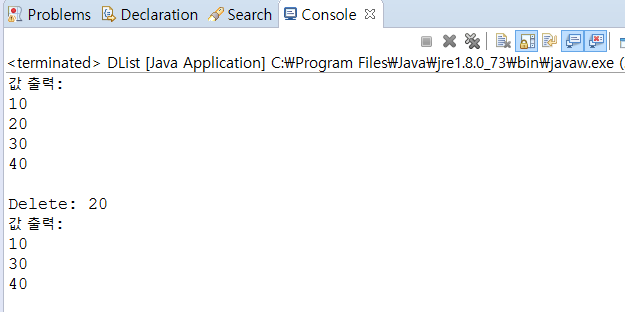 Problems Declaration Search Console
<terminated> DList [Java Application] C:₩Program Files₩Java₩jre1.8.0_73₩bin₩javaw.exe (
값 출력:
10
20
30
40
Delete: 20
값 출력:
10
30
40